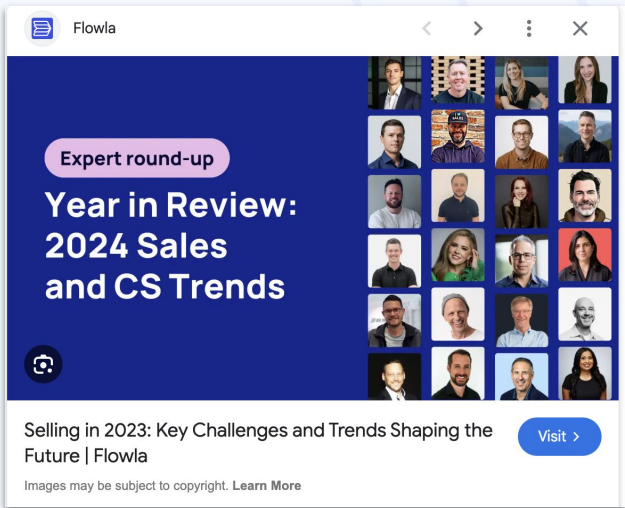 Flowla
Expert round-up
Year in Review:
2024 Sales
and CS Trends
Selling in 2023: Key Challenges and Trends Shaping the
Future | Flowla
Visit >
Images may be subject to copyright. Learn More